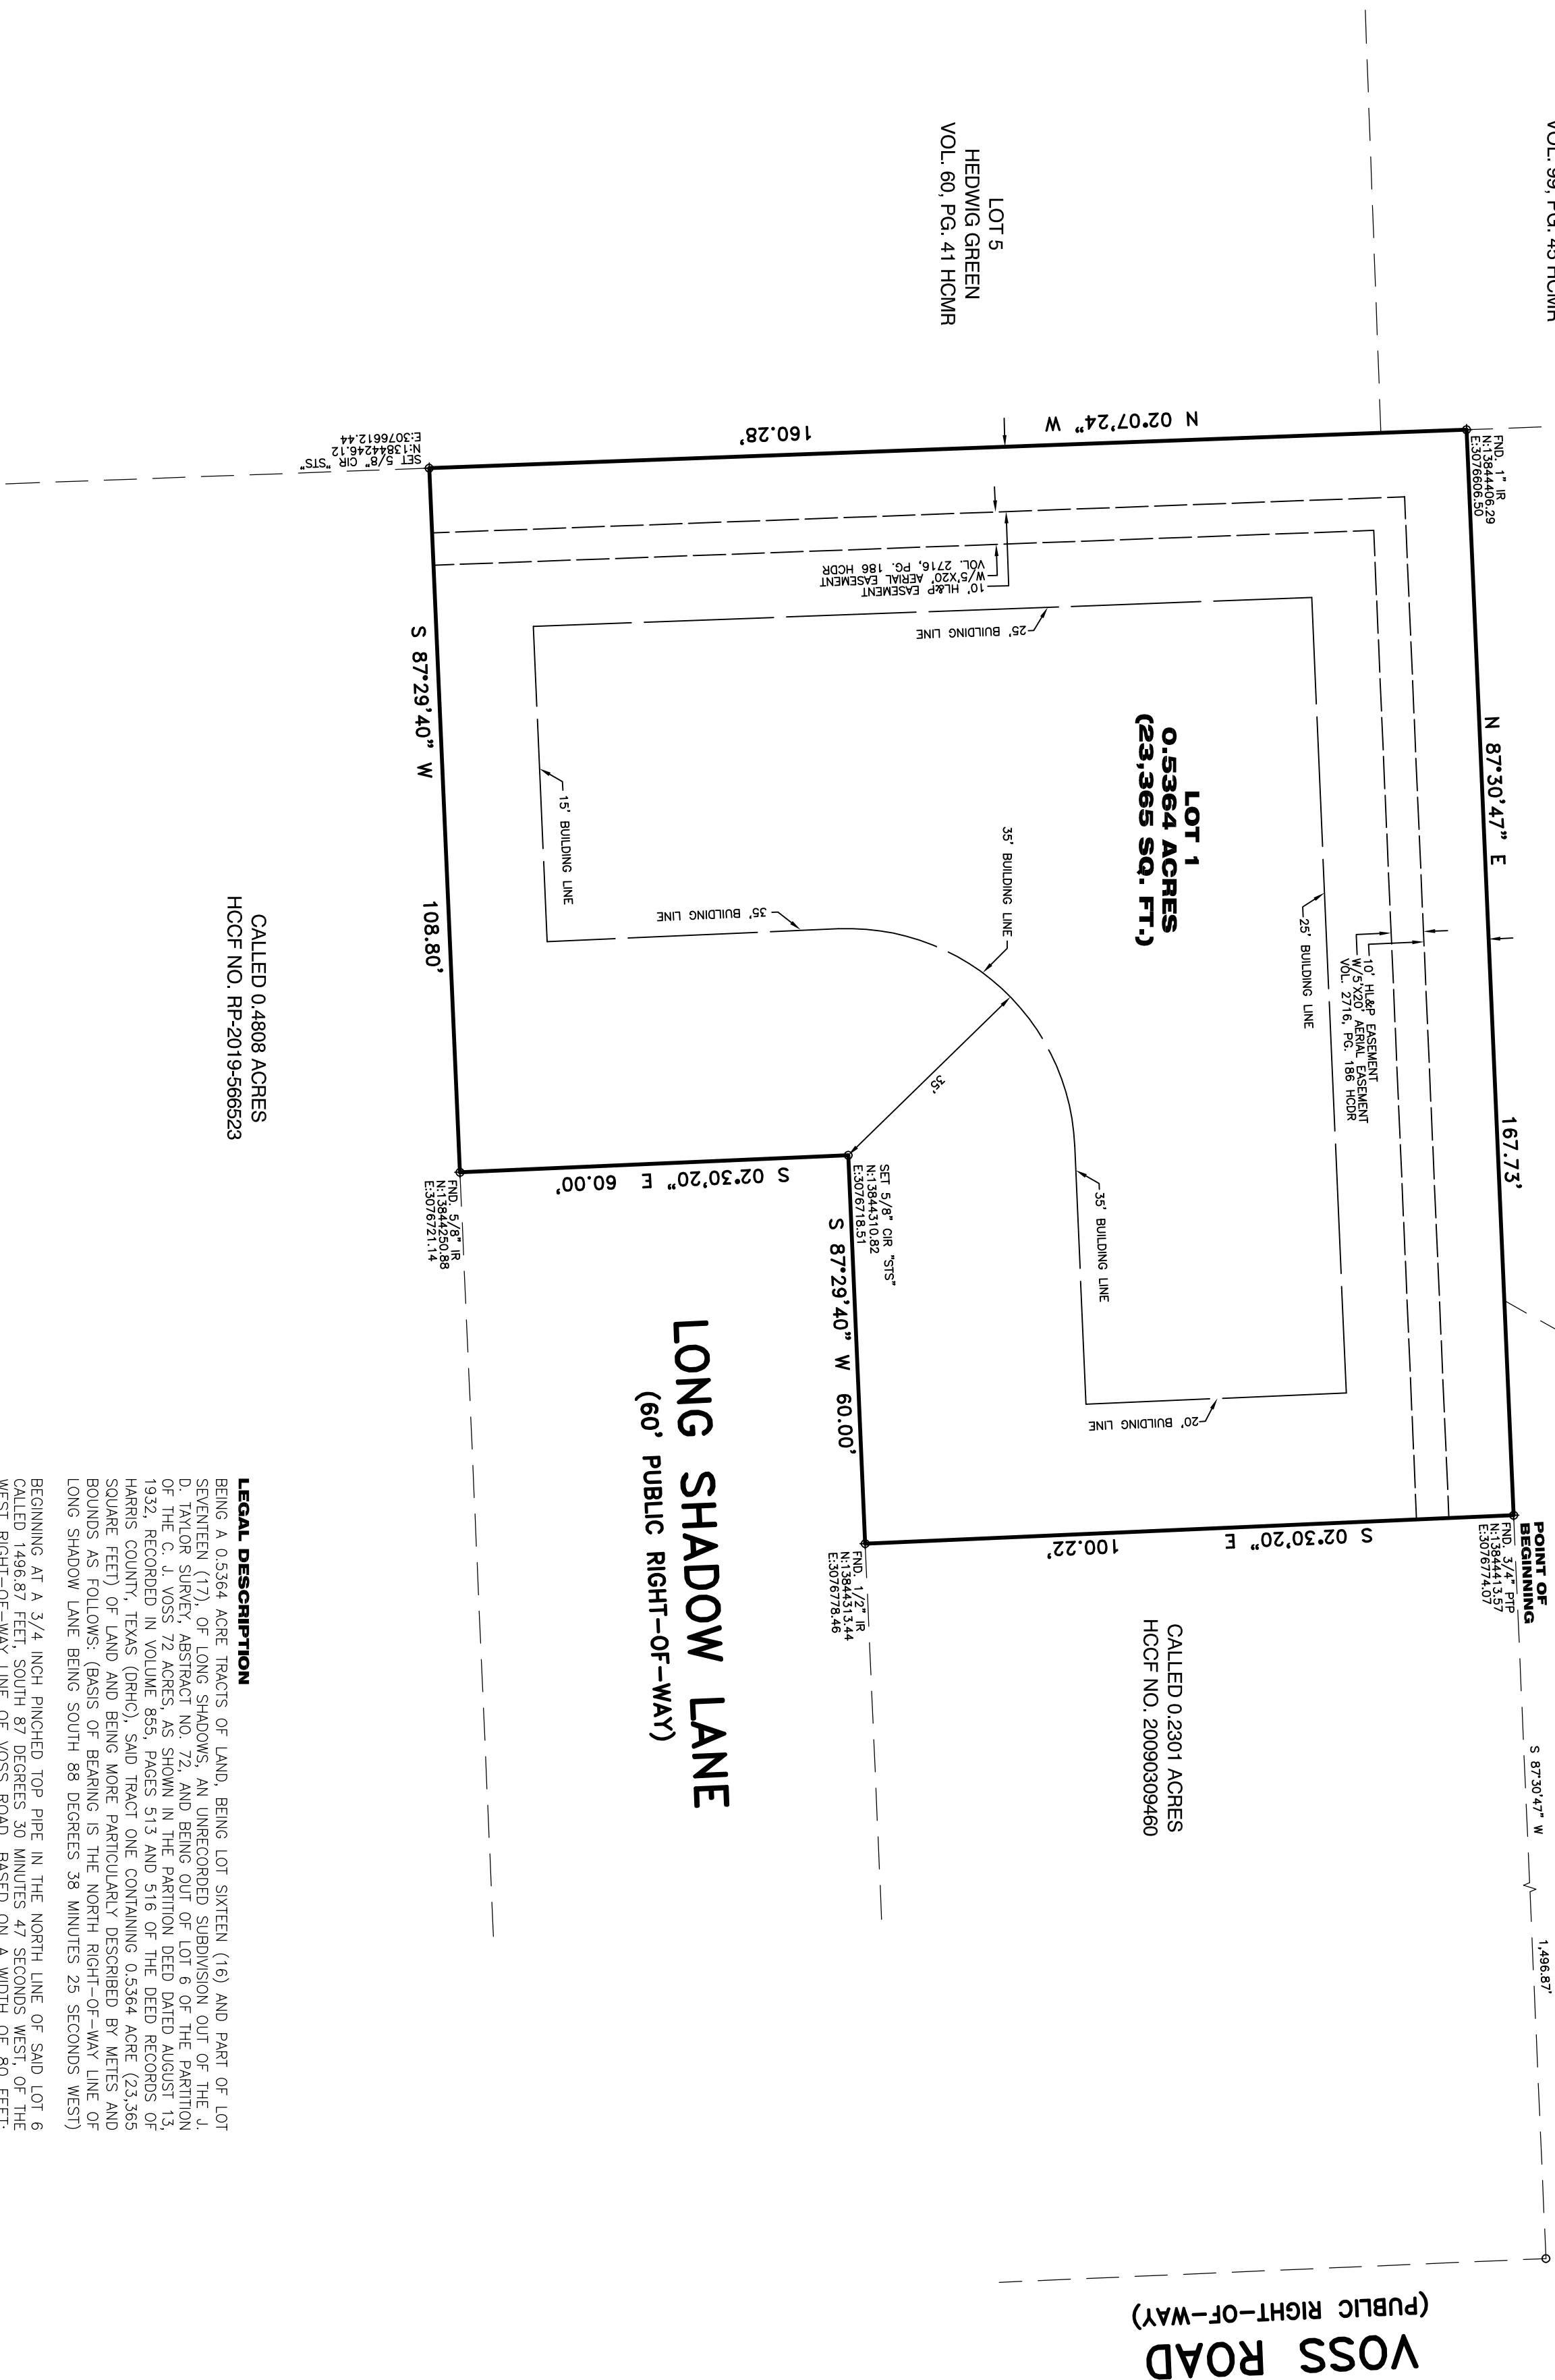 VOL. 99, PG. 45 HCMR
LOT 5
HEDWIG GREEN
VOL. 60, PG. 41 HCMR
FND. 1" IR
N:13844406.29
E:3076606.50
N 87°30'47" E
167.73'
POINT OF
BEGINNING
FND. 3/4" PTP
N:13844413.57
E:3076774.07
S 87°30'47" W
1,496.87'
VOSS ROAD
(PUBLIC RIGHT-OF-WAY)
N 02°07'24" W
160.28'
10' HL&P EASEMENT
W/5'X20' AERIAL EASEMENT
VOL. 2716, PG. 186 HCDR
25' BUILDING LINE
LOT 1
0.5364 ACRES
(23,365 SQ. FT.)
10' HL&P EASEMENT
W/5'X20' AERIAL EASEMENT
VOL. 2716, PG. 186 HCDR
25' BUILDING LINE
35' BUILDING LINE
35' BUILDING LINE
35' BUILDING LINE
35'
20' BUILDING LINE
15' BUILDING LINE
S 02°30'20" E
100.22'
CALLED 0.2301 ACRES
HCCF NO. 20090309460
SET 5/8" CIR "STS"
N:13844310.82
E:3076718.51
S 87°29'40" W 60.00'
FND. 1/2" IR
N:13844313.44
E:3076778.46
S 02°30'20" E 60.00'
LONG SHADOW LANE
(60' PUBLIC RIGHT-OF-WAY)
SET 5/8" CIR "STS"
N:13844246.12
E:3076612.44
S 87°29'40" W
108.80'
FND. 5/8" IR
N:13844250.88
E:3076721.14
CALLED 0.4808 ACRES
HCCF NO. RP-2019-566523
LEGAL DESCRIPTION
BEING A 0.5364 ACRE TRACTS OF LAND, BEING LOT SIXTEEN (16) AND PART OF LOT
SEVENTEEN (17), OF LONG SHADOWS, AN UNRECORDED SUBDIVISION OUT OF THE J.
D. TAYLOR SURVEY, ABSTRACT NO. 72, AND BEING OUT OF LOT 6 OF THE PARTITION
OF THE C. J. VOSS 72 ACRES, AS SHOWN IN THE PARTITION DEED DATED AUGUST 13,
1932, RECORDED IN VOLUME 855, PAGES 513 AND 516 OF THE DEED RECORDS OF
HARRIS COUNTY, TEXAS (DRHC), SAID TRACT ONE CONTAINING 0.5364 ACRE (23,365
SQUARE FEET) OF LAND AND BEING MORE PARTICULARLY DESCRIBED BY METES AND
BOUNDS AS FOLLOWS: (BASIS OF BEARING IS THE NORTH RIGHT-OF-WAY LINE OF
LONG SHADOW LANE BEING SOUTH 88 DEGREES 38 MINUTES 25 SECONDS WEST)
BEGINNING AT A 3/4 INCH PINCHED TOP PIPE IN THE NORTH LINE OF SAID LOT 6
CALLED 1496.87 FEET, SOUTH 87 DEGREES 30 MINUTES 47 SECONDS WEST, OF THE
WEST RIGHT-OF-WAY LINE OF VOSS ROAD, BASED ON A WIDTH OF 80 FEET;